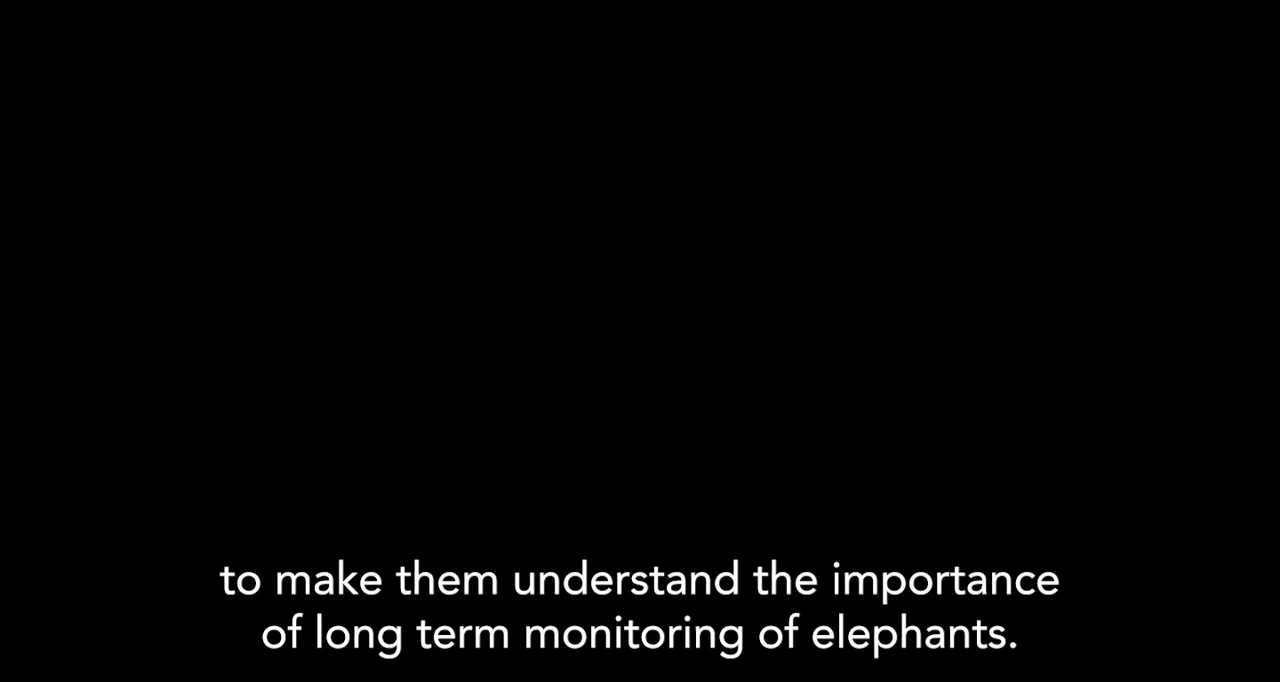 to make them understand the importance
of long term monitoring of elephants.